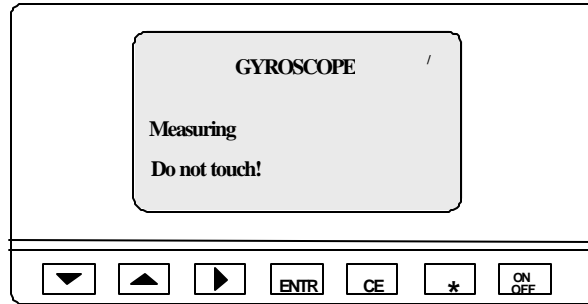 GYROSCOPE /
Measuring
Do not touch!
ENTR CE * ON
OFF